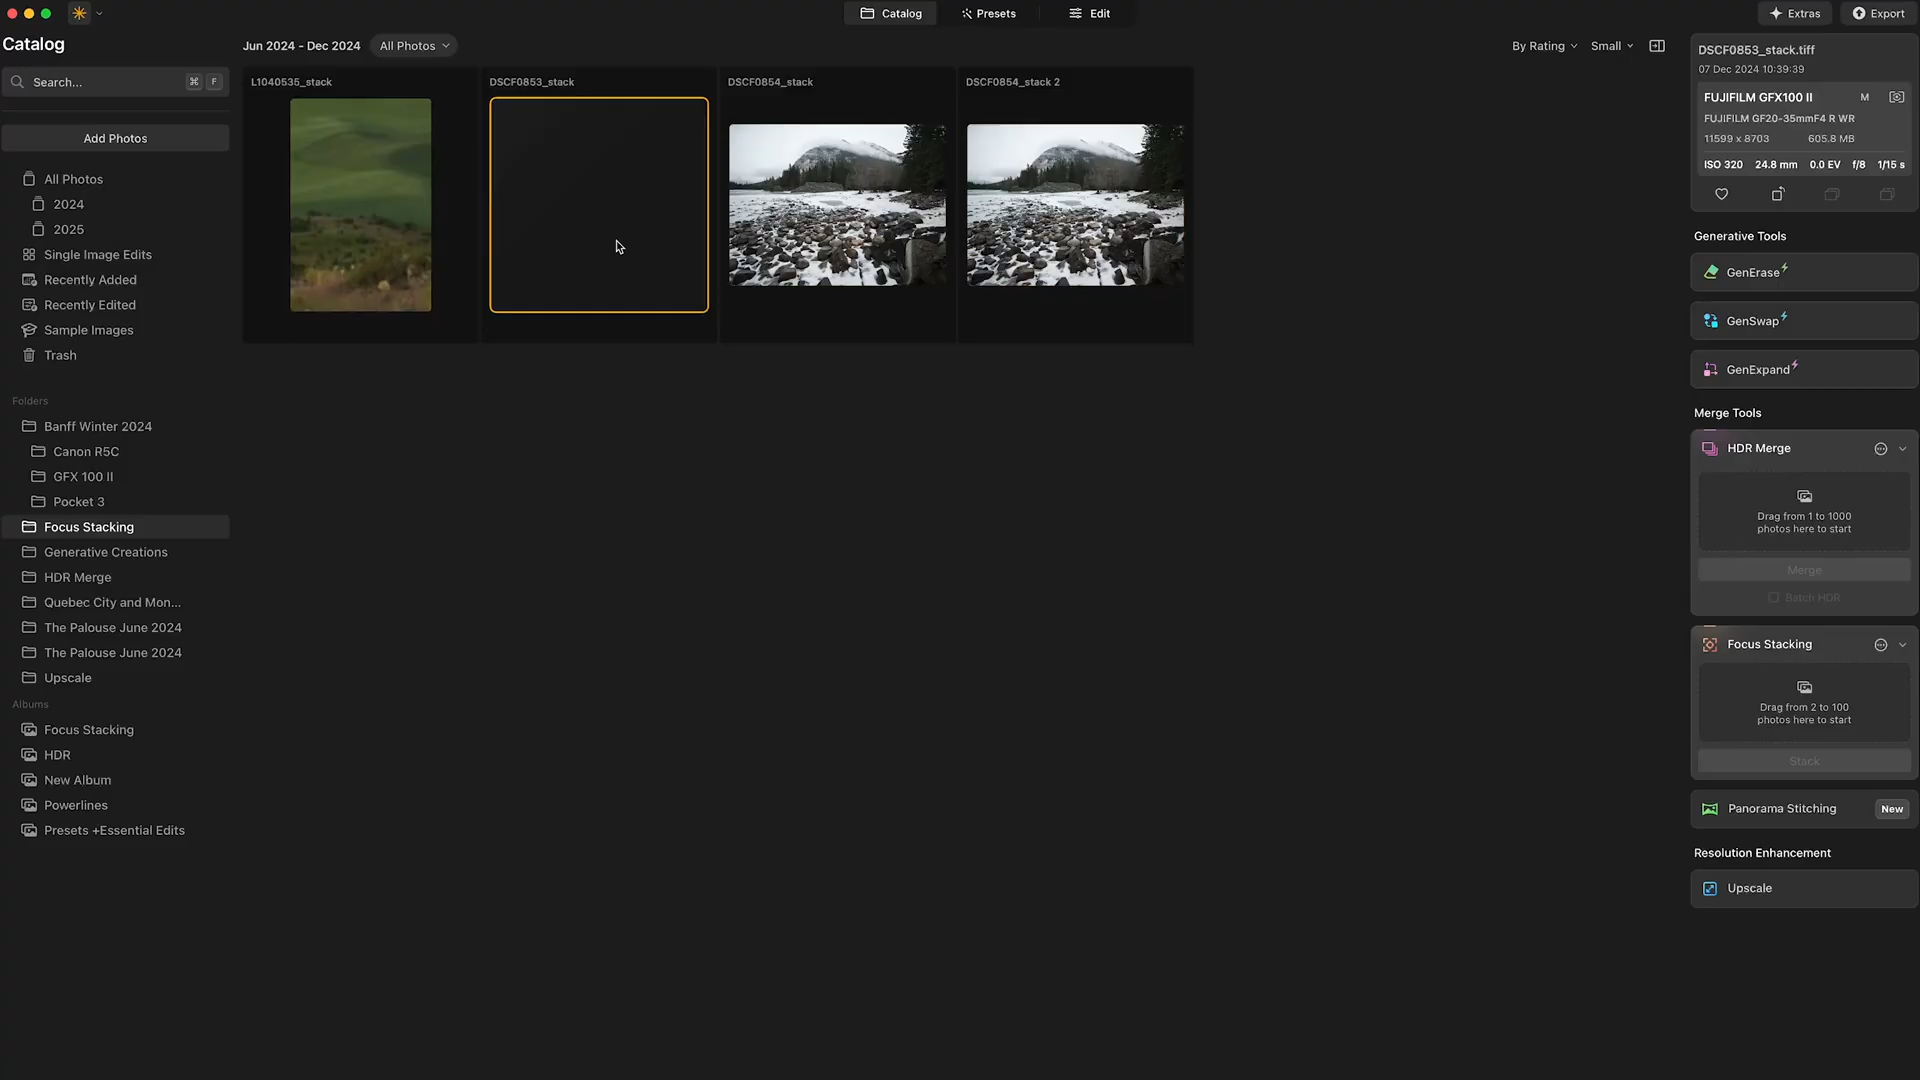 Catalog
Presets
Edit
Extras
Export
Catalog
Jun 2024 - Dec 2024
All Photos
By Rating
Small
Search...
⌘ F
Add Photos
All Photos
2024
2025
Single Image Edits
Recently Added
Recently Edited
Sample Images
Trash
Folders
Banff Winter 2024
Canon R5C
GFX 100 II
Pocket 3
Focus Stacking
Generative Creations
HDR Merge
Quebec City and Mon...
The Palouse June 2024
The Palouse June 2024
Upscale
Albums
Focus Stacking
HDR
New Album
Powerlines
Presets +Essential Edits
L1040535_stack
DSCF0853_stack
DSCF0854_stack
DSCF0854_stack 2
DSCF0853_stack.tiff
07 Dec 2024 10:39:39
FUJIFILM GFX100 II M
FUJIFILM GF20-35mmF4 R WR
11599 x 8703 605.8 MB
ISO 320 24.8 mm 0.0 EV f/8 1/15 s
Generative Tools
GenErase
GenSwap
GenExpand
Merge Tools
HDR Merge
Drag from 1 to 1000
photos here to start
Merge
Batch HDR
Focus Stacking
Drag from 2 to 100
photos here to start
Stack
Panorama Stitching New
Resolution Enhancement
Upscale